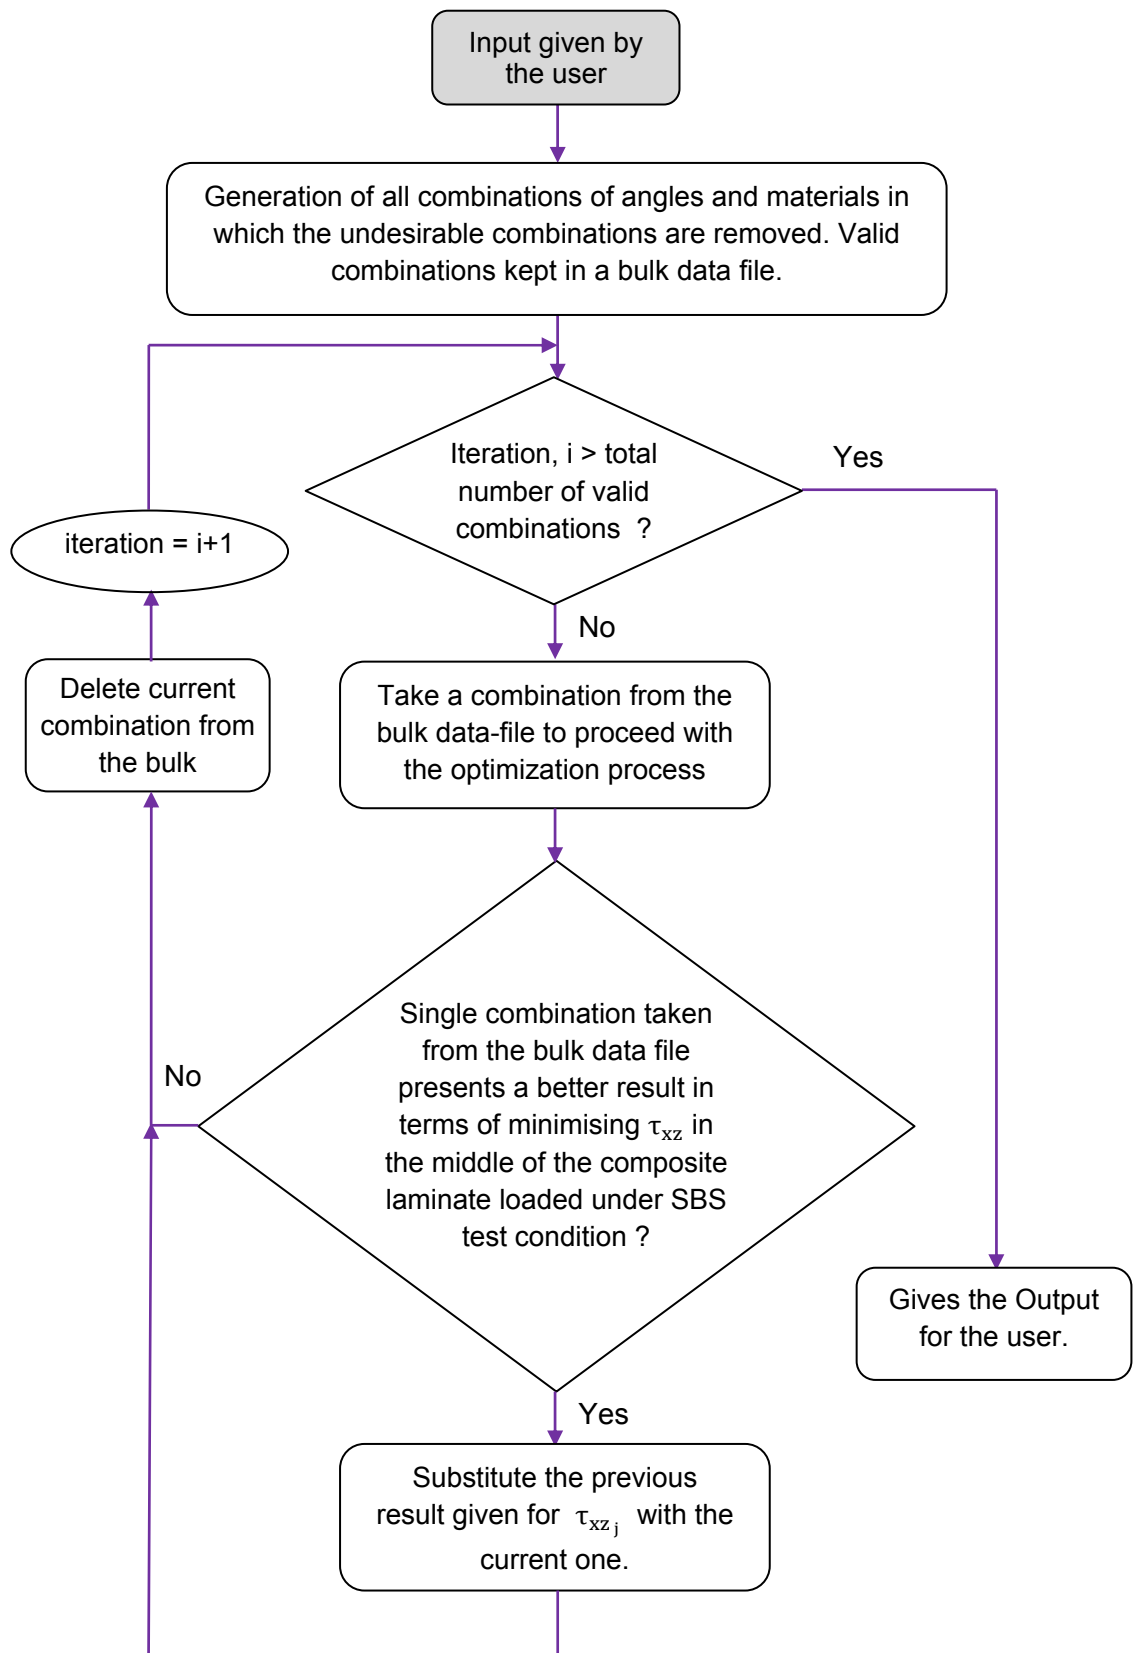 Input given by
the user
Generation of all combinations of angles and materials in
which the undesirable combinations are removed. Valid
combinations kept in a bulk data file.
Iteration, i > total
number of valid
combinations ?
Yes
iteration = i+1
No
Delete current
combination from
the bulk
Take a combination from the
bulk data-file to proceed with
the optimization process
Single combination taken
from the bulk data file
presents a better result in
terms of minimising τxz in
the middle of the composite
laminate loaded under SBS
test condition ?
No
Gives the Output
for the user.
Yes
Substitute the previous
result given for τxzj with the
current one.